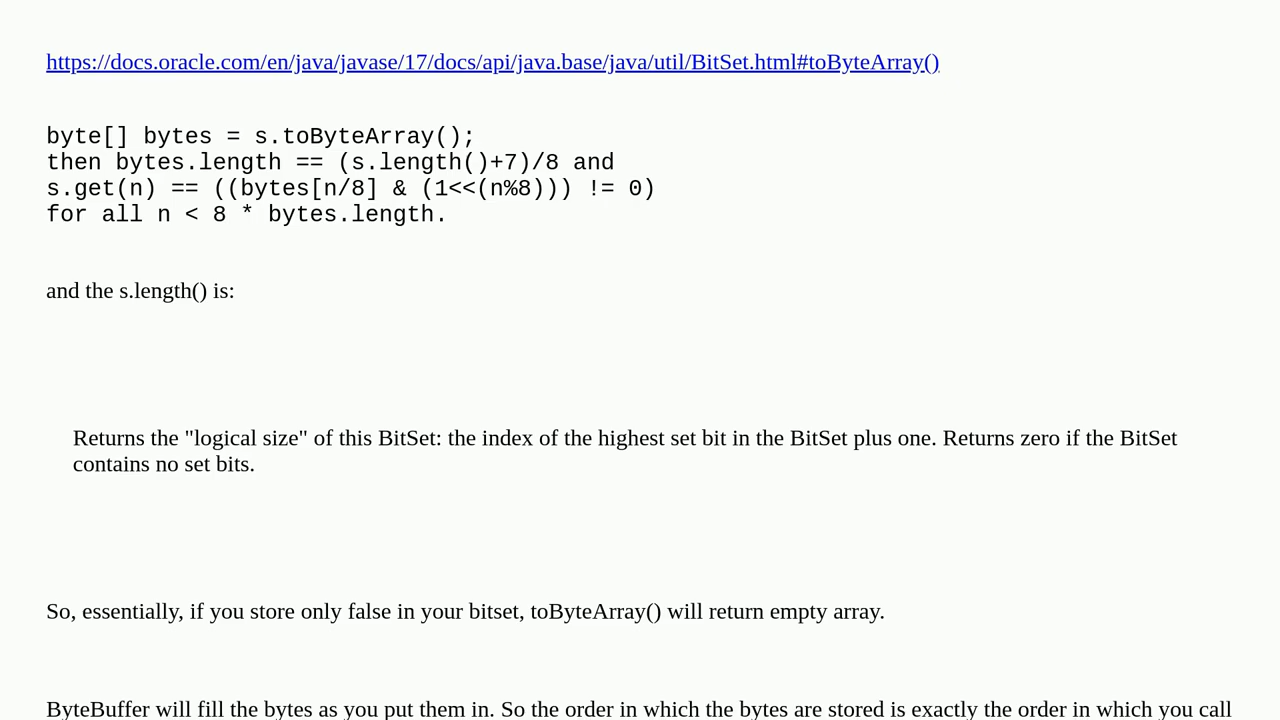 https://docs.oracle.com/en/java/javase/17/docs/api/java.base/java/util/BitSet.html#toByteArray()
byte[] bytes = s.toByteArray();
then bytes.length == (s.length()+7)/8 and
s.get(n) == ((bytes[n/8] & (1<<(n%8))) != 0)
for all n < 8 * bytes.length.
and the s.length() is:
Returns the "logical size" of this BitSet: the index of the highest set bit in the BitSet plus one. Returns zero if the BitSet
contains no set bits.
So, essentially, if you store only false in your bitset, toByteArray() will return empty array.
ByteBuffer will fill the bytes as you put them in. So the order in which the bytes are stored is exactly the order in which you call